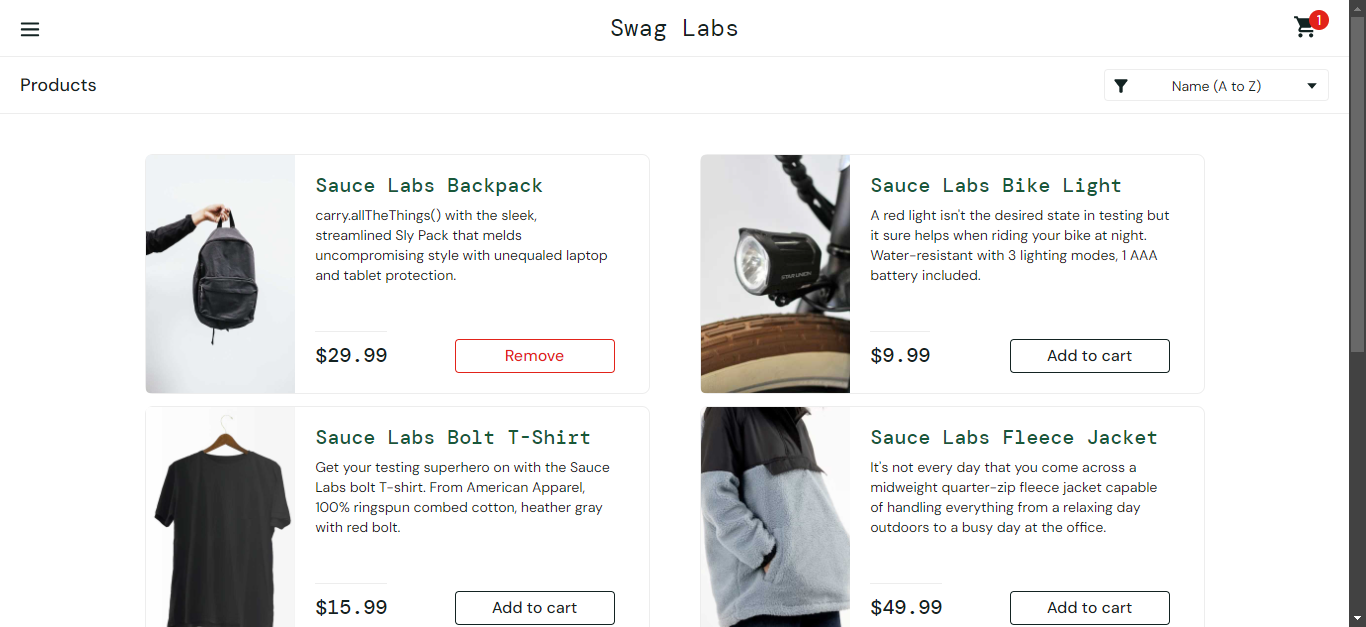 Swag Labs
1
Products
Name (A to Z)
Sauce Labs Backpack
carry.allTheThings() with the sleek,
streamlined Sly Pack that melds
uncompromising style with unequaled laptop
and tablet protection.
$29.99
Remove
Sauce Labs Bike Light
A red light isn't the desired state in testing but
it sure helps when riding your bike at night.
Water-resistant with 3 lighting modes, 1 AAA
battery included.
$9.99
Add to cart
STAR UNION
Sauce Labs Bolt T-Shirt
Get your testing superhero on with the Sauce
Labs bolt T-shirt. From American Apparel,
100% ringspun combed cotton, heather gray
with red bolt.
$15.99
Add to cart
Sauce Labs Fleece Jacket
It's not every day that you come across a
midweight quarter-zip fleece jacket capable
of handling everything from a relaxing day
outdoors to a busy day at the office.
$49.99
Add to cart